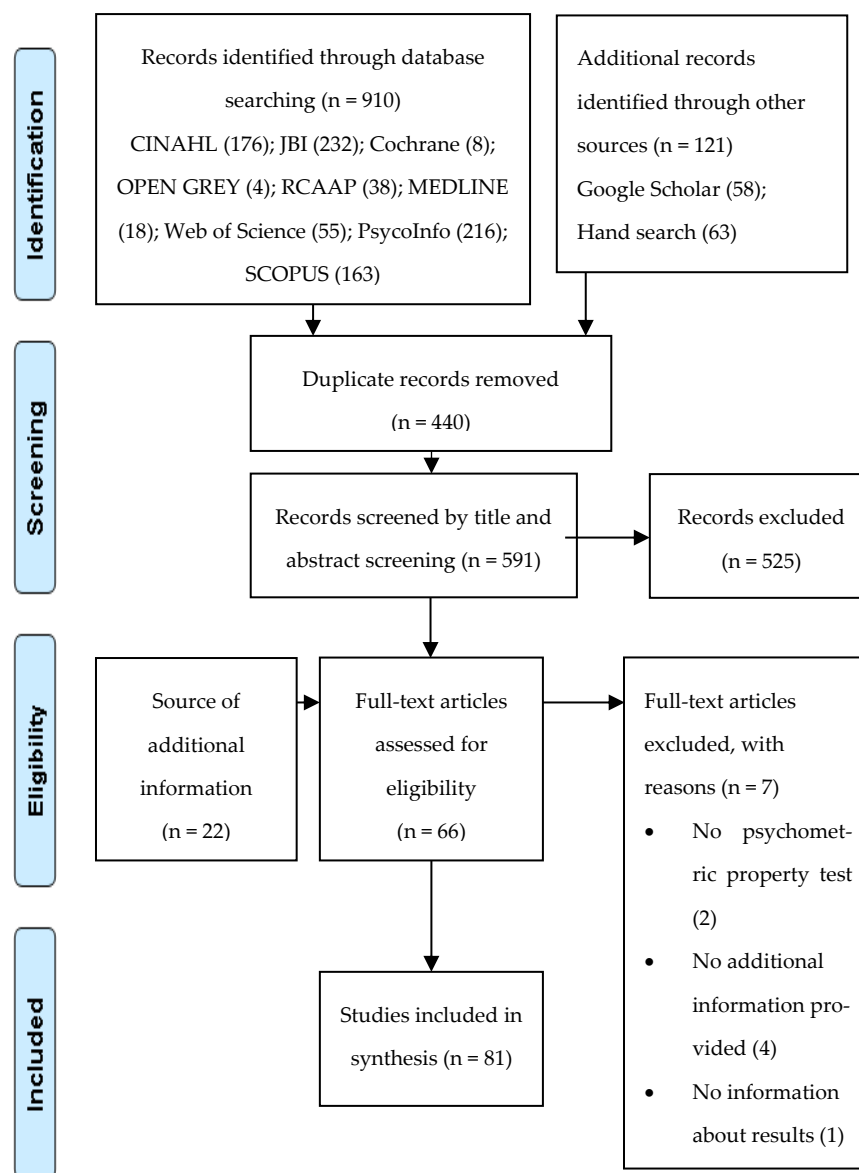 Identification
Records identified through database
searching (n = 910)
CINAHL (176); JBI (232); Cochrane (8);
OPEN GREY (4); RCAAP (38); MEDLINE
(18); Web of Science (55); PsycoInfo (216);
SCOPUS (163)
Additional records
identified through other
sources (n = 121)
Google Scholar (58);
Hand search (63)
Screening
Duplicate records removed
(n = 440)
Records screened by title and
abstract screening (n = 591)
Records excluded
(n = 525)
Eligibility
Source of
additional
information
(n = 22)
Full-text articles
assessed for
eligibility
(n = 66)
Full-text articles
excluded, with
reasons (n = 7)
• No psychomet-
ric property test
(2)
• No additional
information pro-
vided (4)
• No information
about results (1)
Included
Studies included in
synthesis (n = 81)